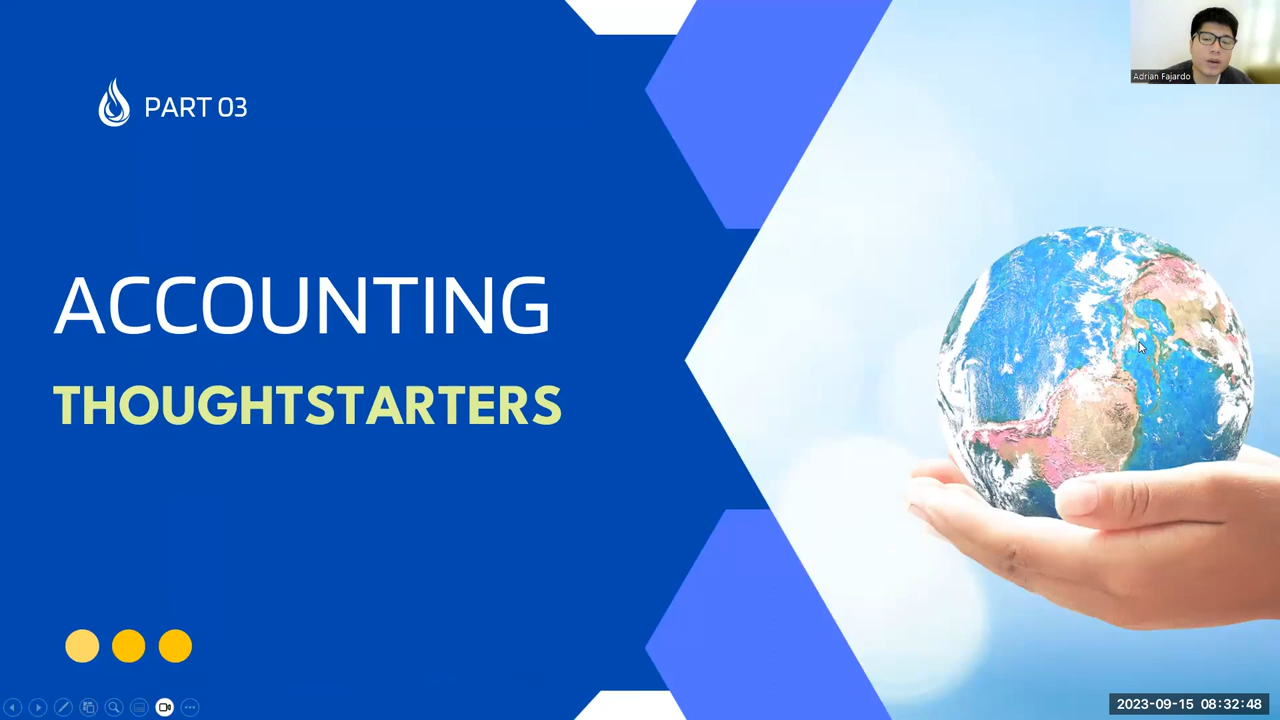 PART 03
Adrian Fajardo
ACCOUNTING
THOUGHTSTARTERS
2023-09-15 08:32:48